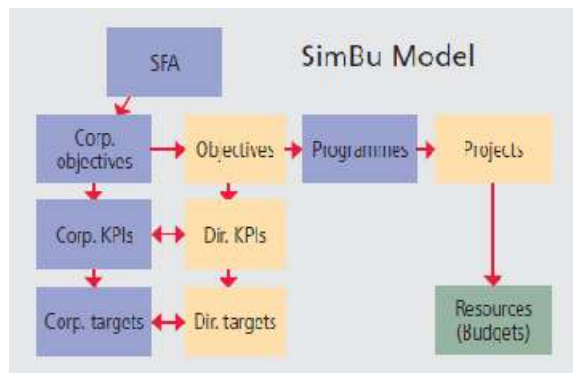 SFA
SimBu Model
Corp.
objectives
Objectives
Programmes
Projects
Corp. KPIs
Dir. KPIs
Corp. targets
Dir. targets
Resources
(Budgets)